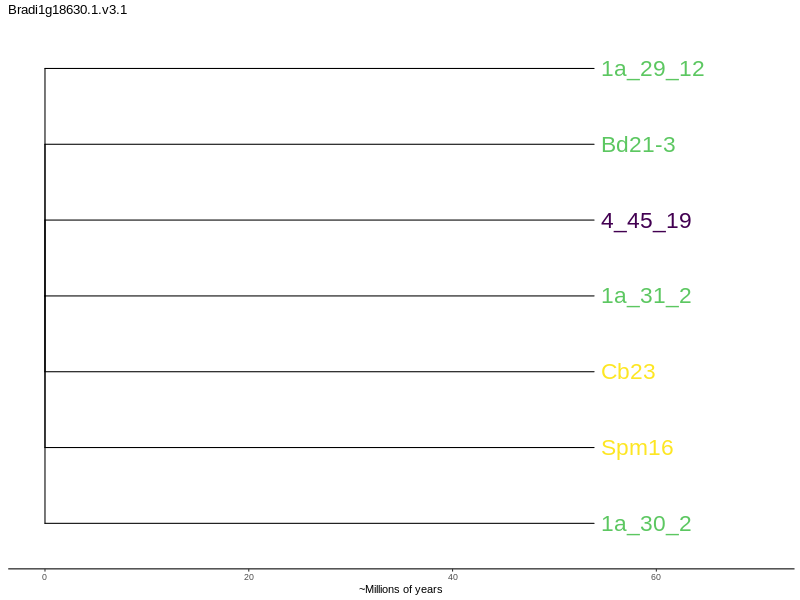 Bradi1g18630.1.v3.1
1a_29_12
Bd21-3
4_45_19
1a_31_2
Cb23
Spm16
1a_30_2
0 20 40 60
~Millions of years